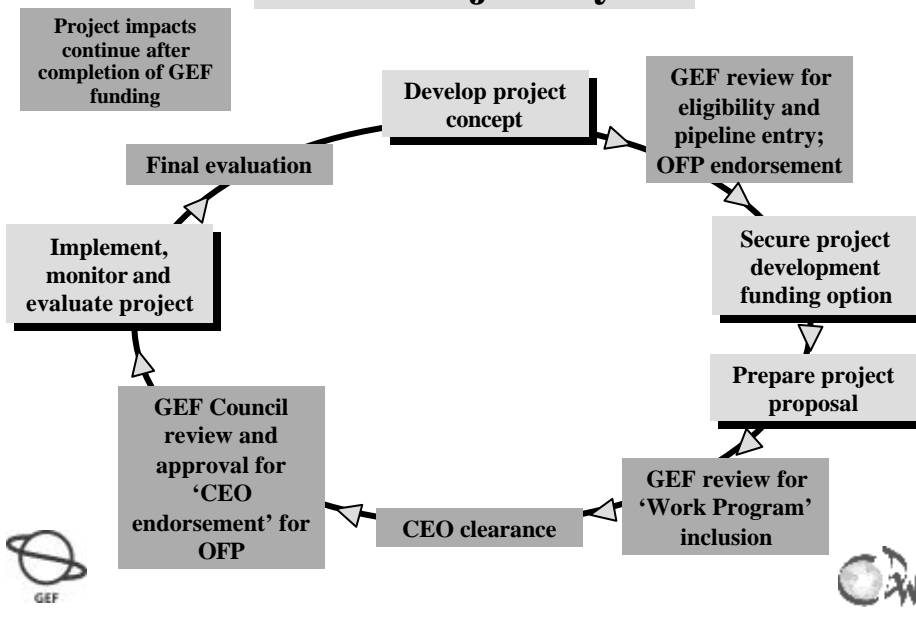 Project impacts
continue after
completion of GEF
funding
Develop project
concept
GEF review for
eligibility and
pipeline entry;
OFP endorsement
Final evaluation
Implement,
monitor and
evaluate project
Secure project
development
funding option
Prepare project
proposal
GEF Council
review and
approval for
‘CEO
endorsement’ for
OFP
CEO clearance
GEF review for
‘Work Program’
inclusion
GEF